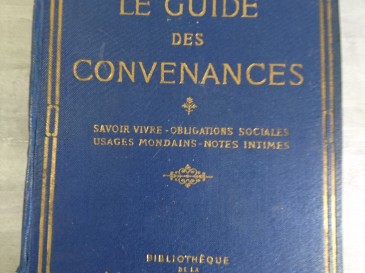 LE GUIDE
DES
CONVENANCES
SAVOIR VIVRE - OBLIGATIONS SOCIALES
USAGES MONDAINS - NOTES INTIMES
BIBLIOTHÈQUE
DE LA